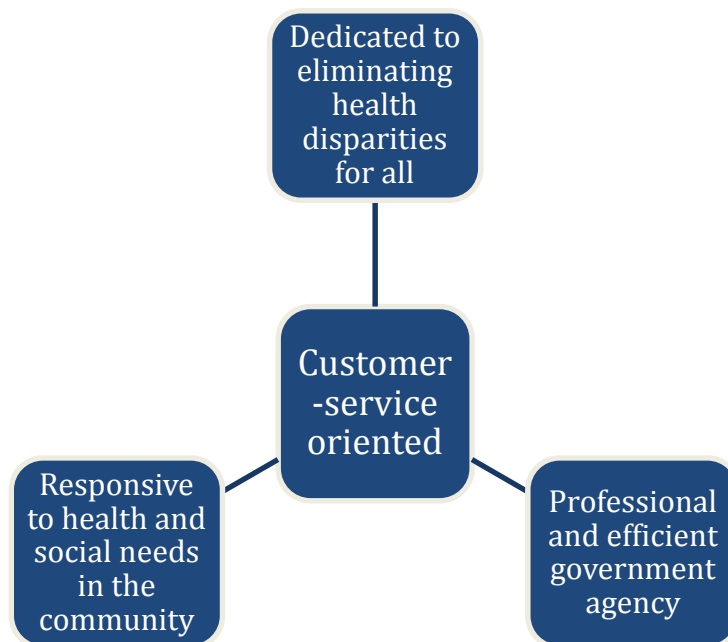 Dedicated to
eliminating
health
disparities
for all
Customer
-service
oriented
Responsive
to health and
social needs
in the
community
Professional
and efficient
government
agency